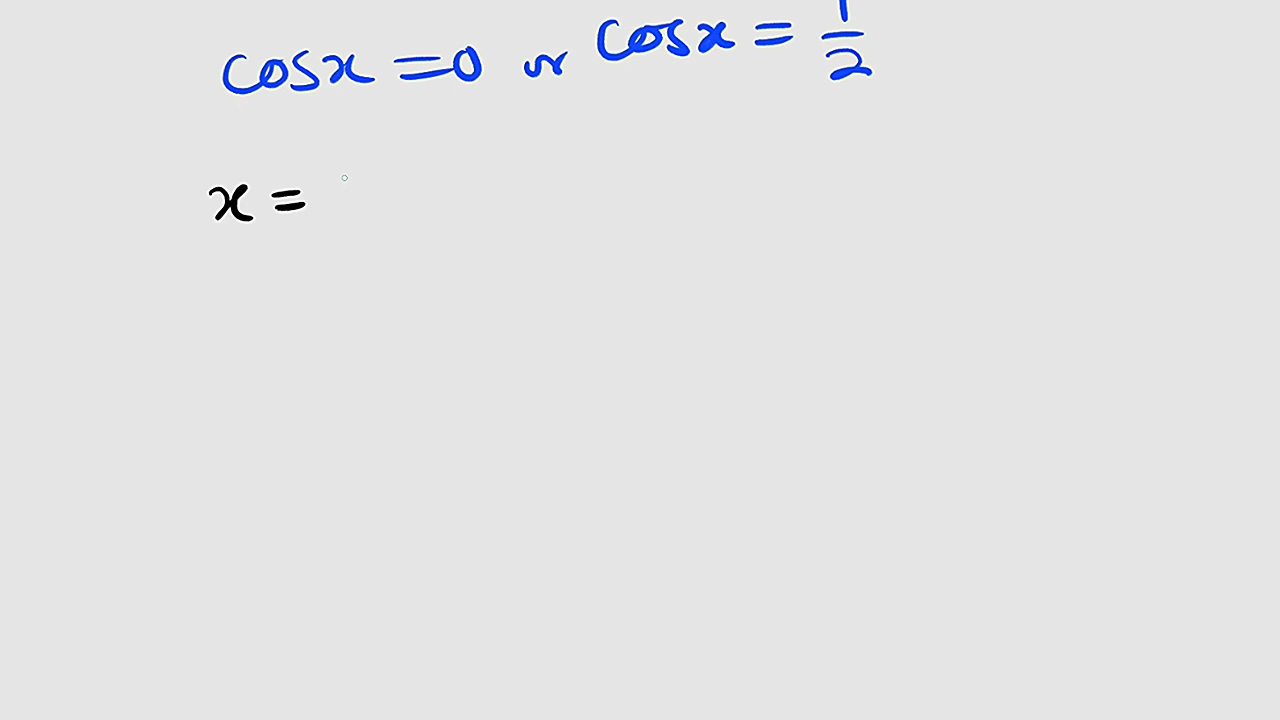 cosx = 0 or cosx = 1/2
x =